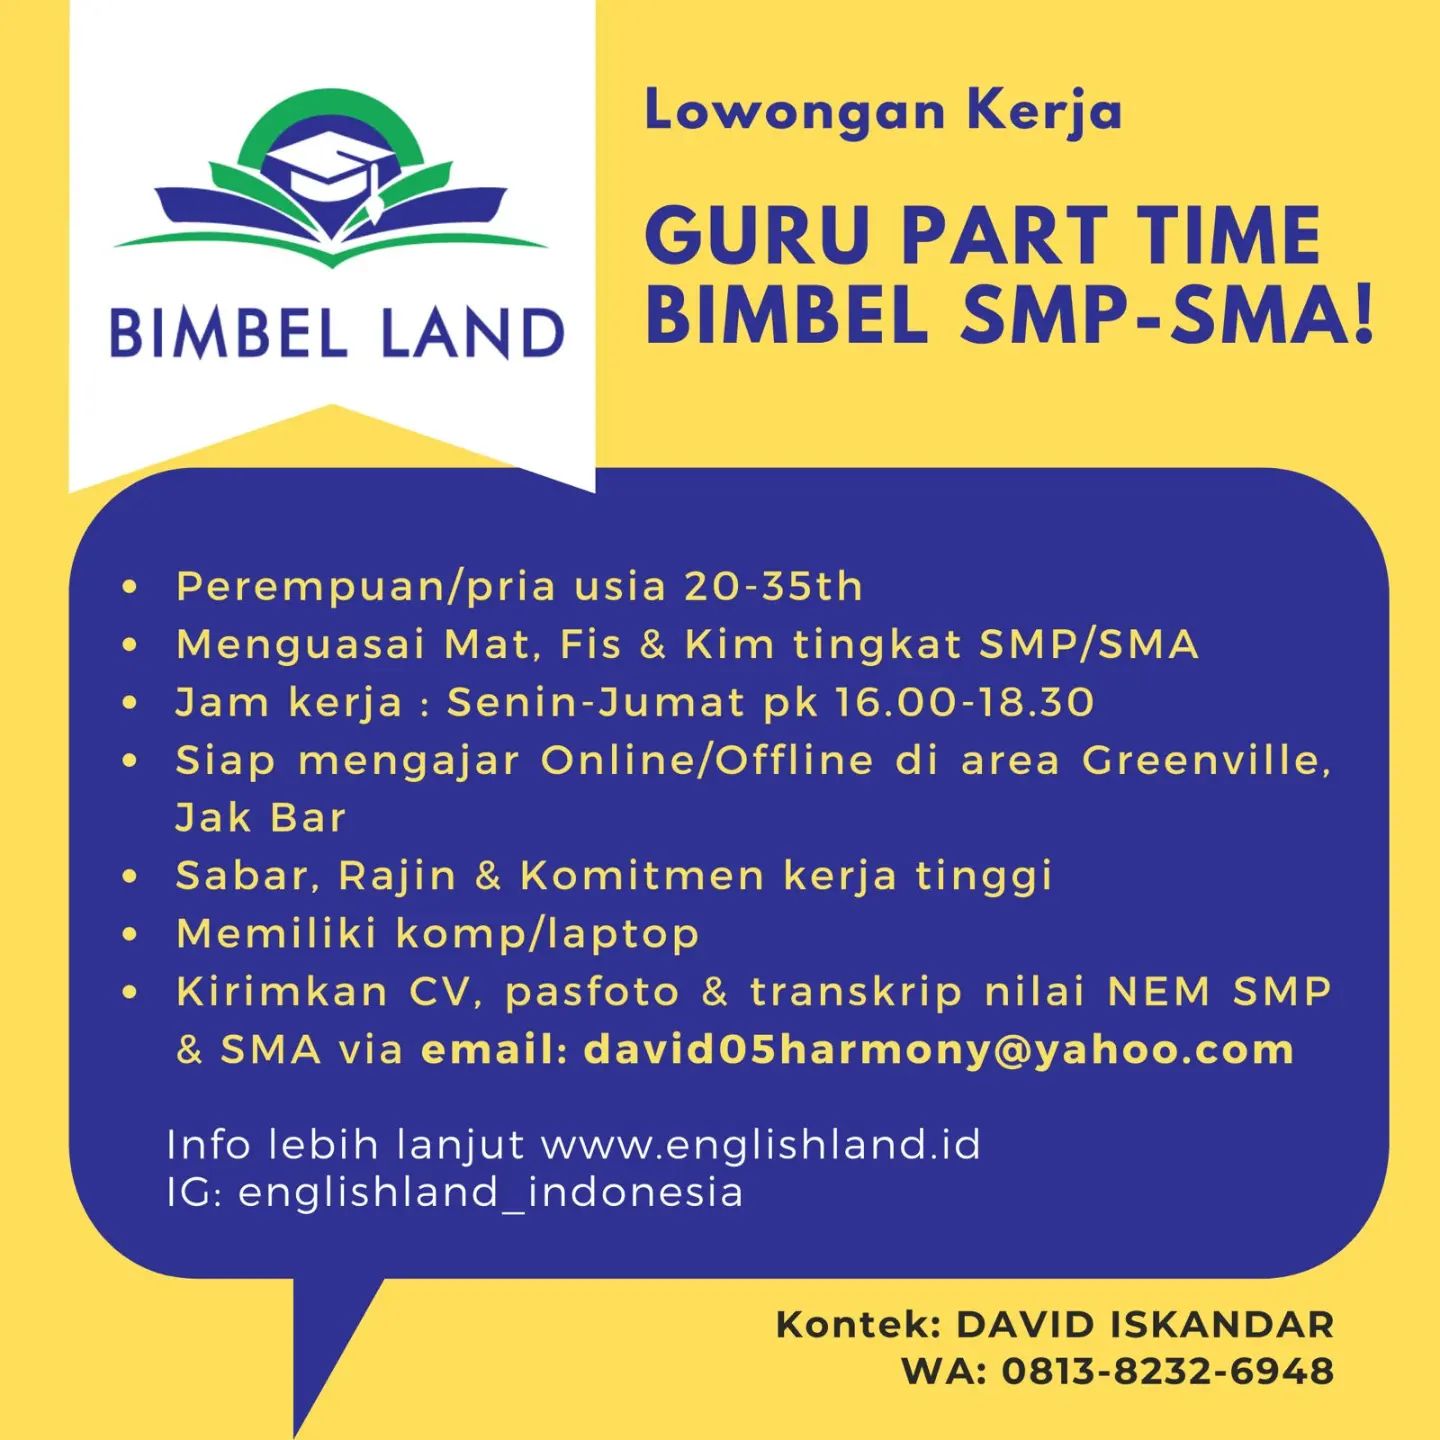 BIMBEL LAND
Lowongan Kerja
GURU PART TIME
BIMBEL SMP-SMA!
• Perempuan/pria usia 20-35th
• Menguasai Mat, Fis & Kim tingkat SMP/SMA
• Jam kerja : Senin-Jumat pk 16.00-18.30
• Siap mengajar Online/Offline di area Greenville,
Jak Bar
• Sabar, Rajin & Komitmen kerja tinggi
• Memiliki komp/laptop
• Kirimkan CV, pasfoto & transkrip nilai NEM SMP
& SMA via email: david05harmony@yahoo.com
Info lebih lanjut www.englishland.id
IG: englishland_indonesia
Kontek: DAVID ISKANDAR
WA: 0813-8232-6948